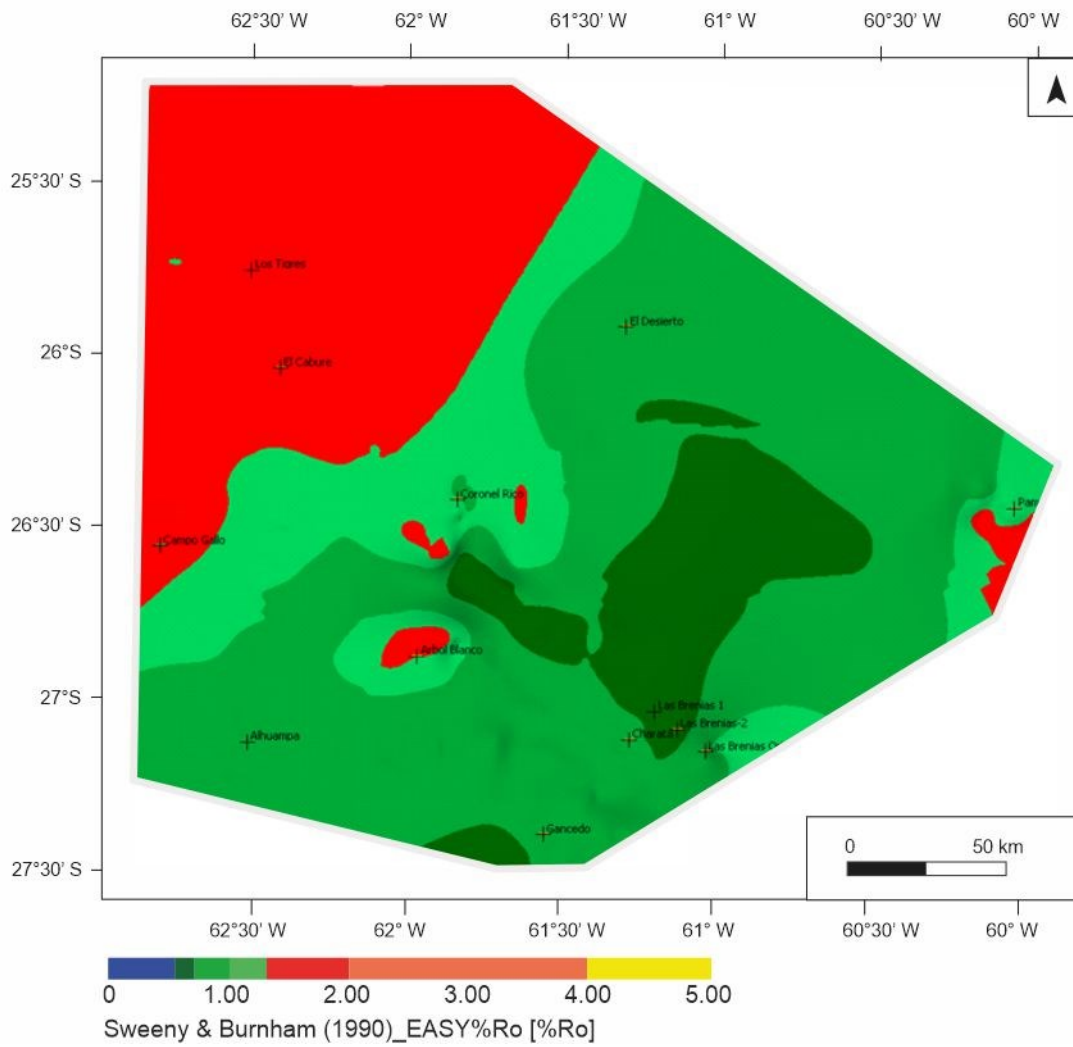 62°30' W 62° W 61°30' W 61° W 60°30' W 60° W
25°30' S
Los Tigres
El Desierto
26°S
El Cabure
Coronel Rico
26°30' S
Campo Gallo
Arbol Blanco
27°S
Las Brenias 1
Las Brenias-2
Alhuampa
Las Brenias
Gancedo
0 50 km
27°30' S
62°30' W 62° W 61°30' W 61° W 60°30' W 60° W
0 1.00 2.00 3.00 4.00 5.00
Sweeny & Burnham (1990)_EASY%Ro [%Ro]